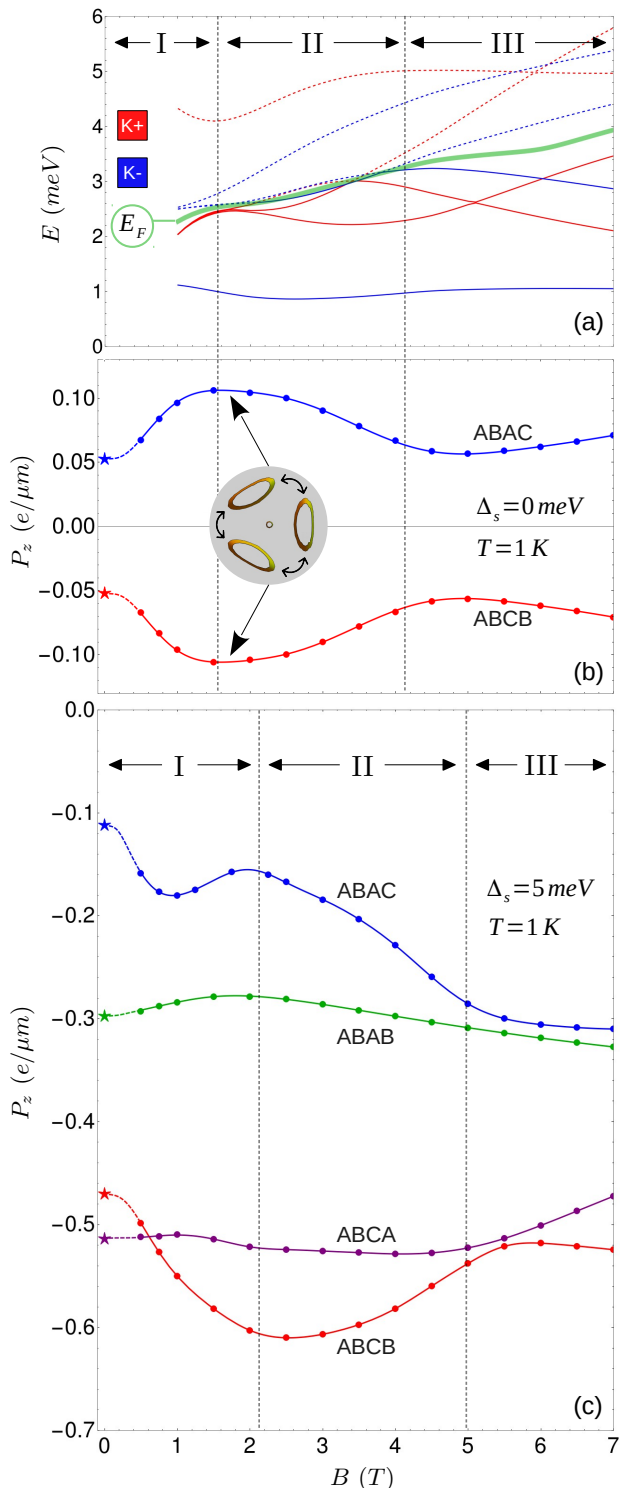 6
5
4
3
2
1
0
E (meV)
I
II
III
K+
K-
E_F
(a)
0.10
0.05
0.00
−0.05
−0.10
P_z (e/μm)
ABAC
Δ_s=0 meV
T=1 K
ABCB
(b)
0.0
−0.1
−0.2
−0.3
−0.4
−0.5
−0.6
−0.7
P_z (e/μm)
I
II
III
ABAC
Δ_s=5 meV
T=1 K
ABAB
ABCA
ABCB
(c)
0 1 2 3 4 5 6 7
B (T)